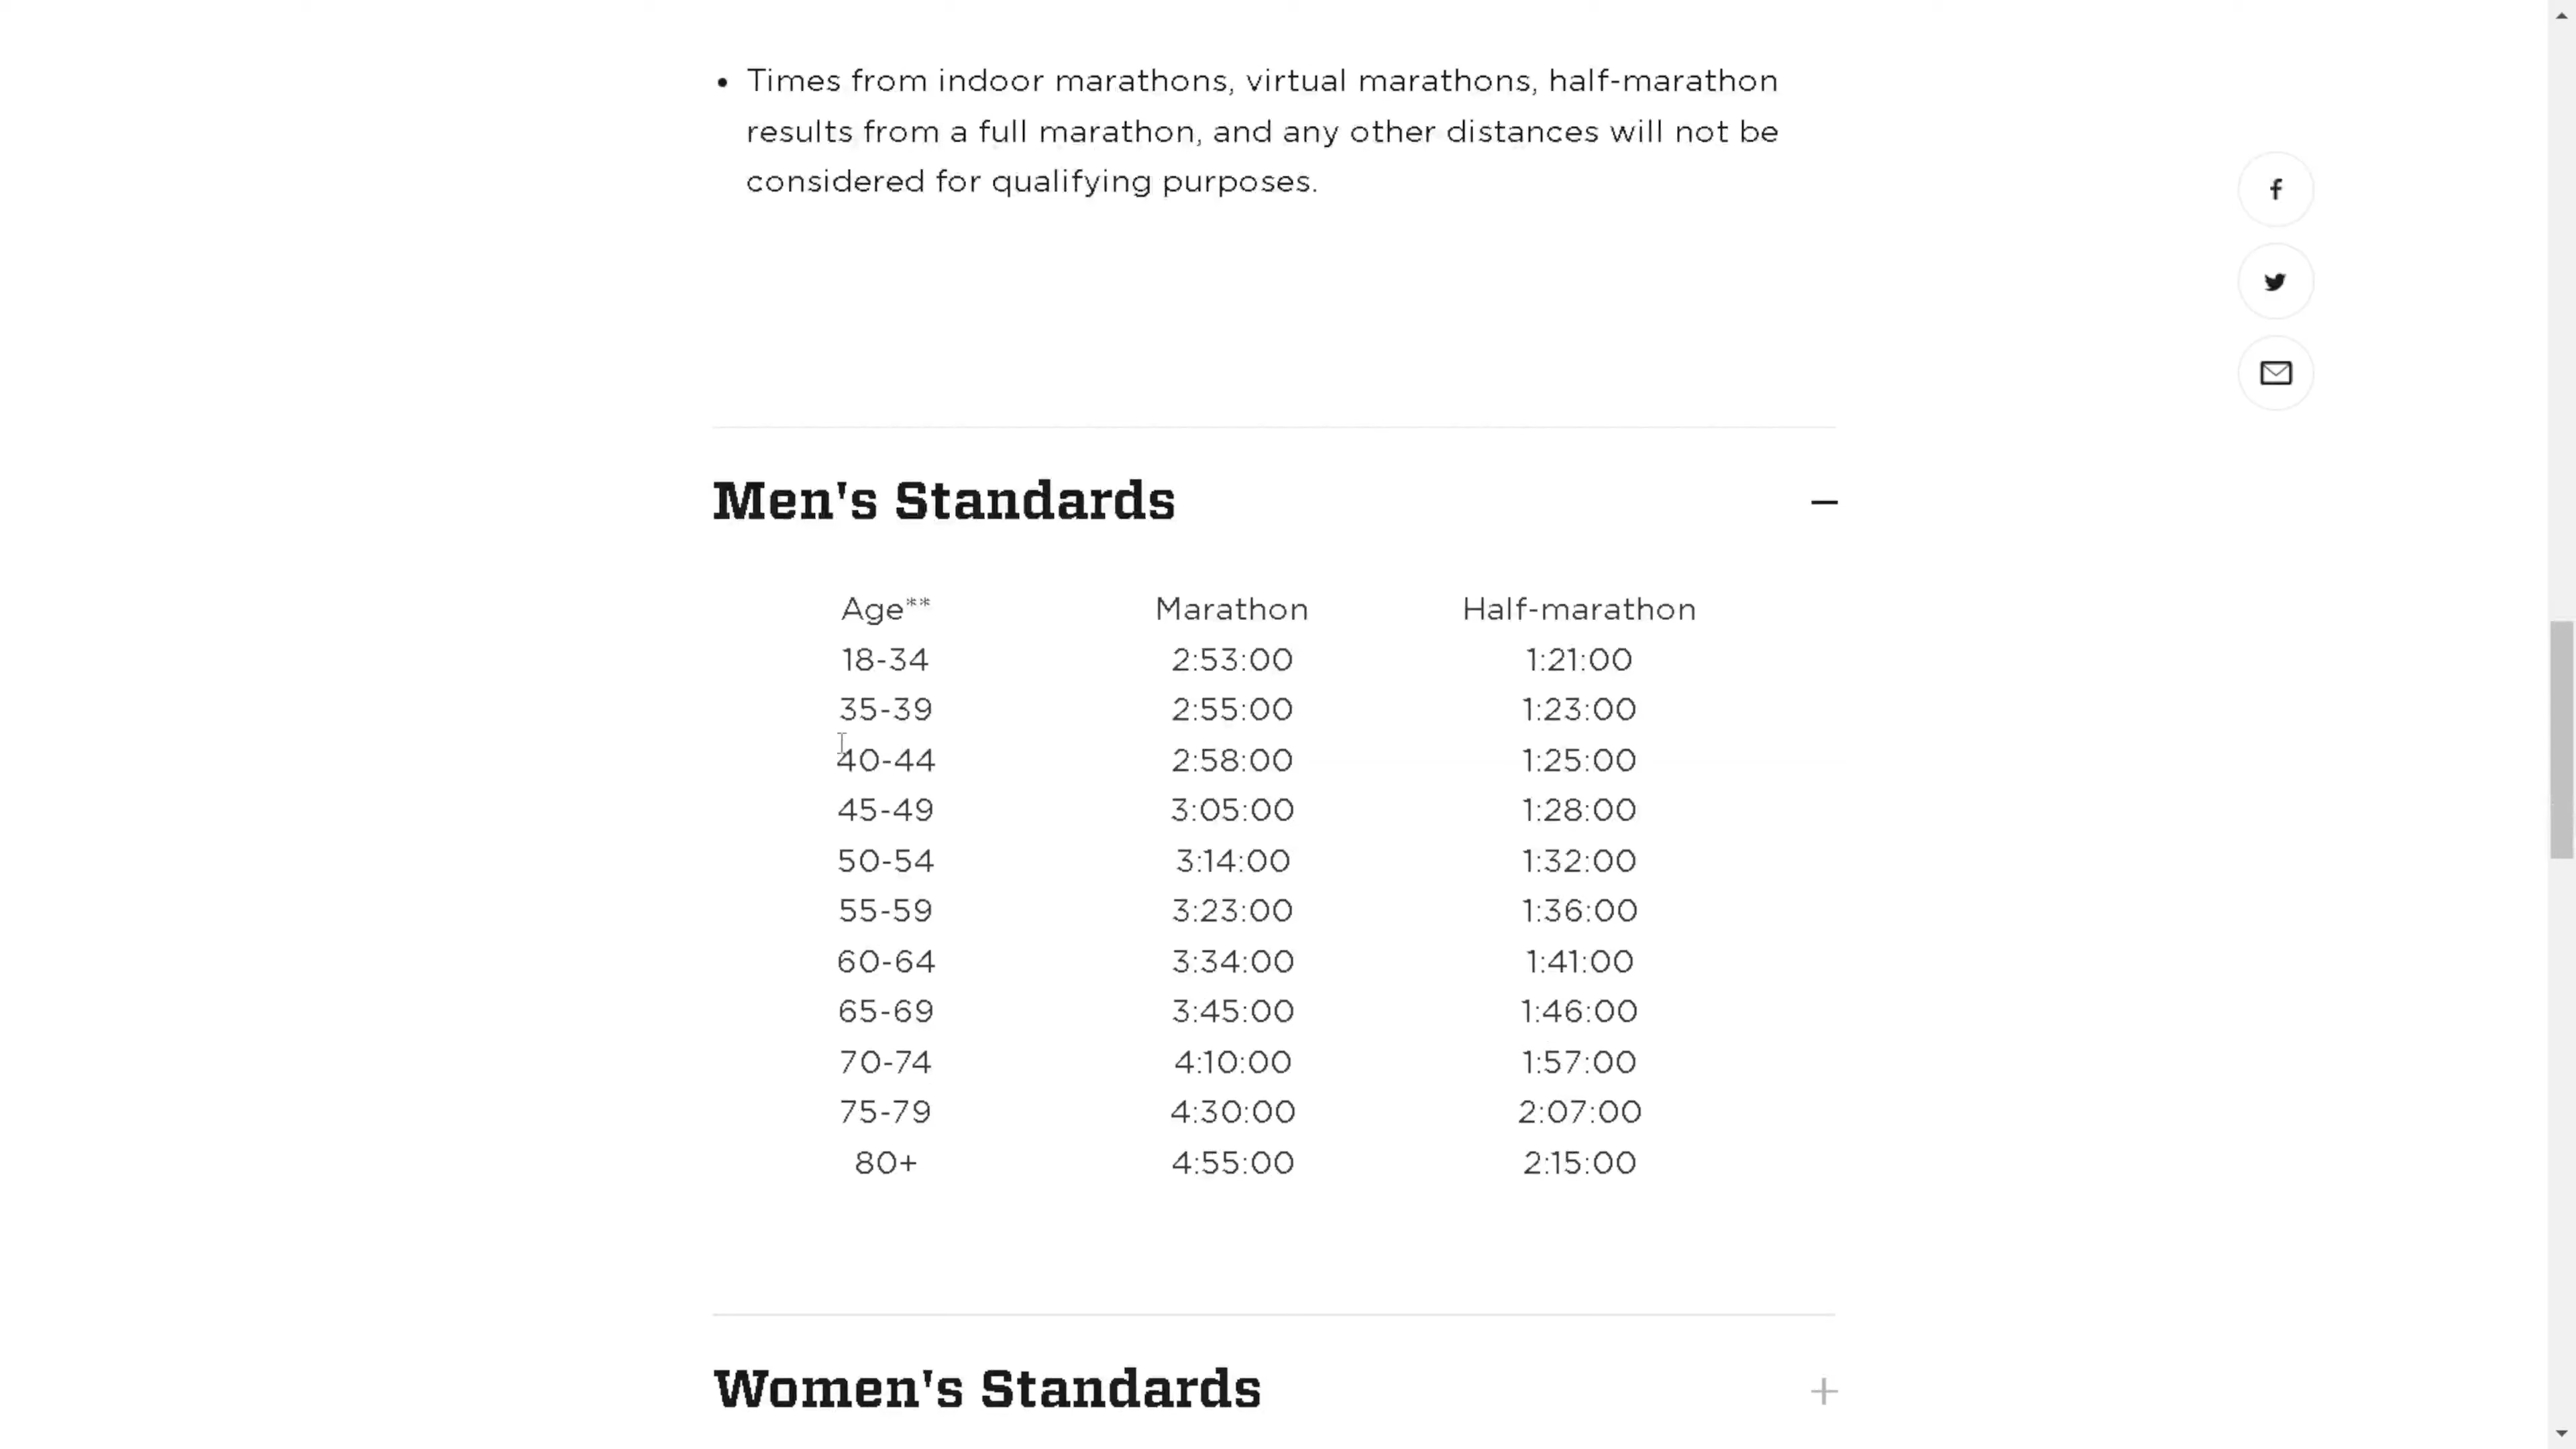 • Times from indoor marathons, virtual marathons, half-marathon
results from a full marathon, and any other distances will not be
considered for qualifying purposes.
f
Men's Standards −
Age** Marathon Half-marathon
18-34 2:53:00 1:21:00
35-39 2:55:00 1:23:00
40-44 2:58:00 1:25:00
45-49 3:05:00 1:28:00
50-54 3:14:00 1:32:00
55-59 3:23:00 1:36:00
60-64 3:34:00 1:41:00
65-69 3:45:00 1:46:00
70-74 4:10:00 1:57:00
75-79 4:30:00 2:07:00
80+ 4:55:00 2:15:00
Women's Standards +